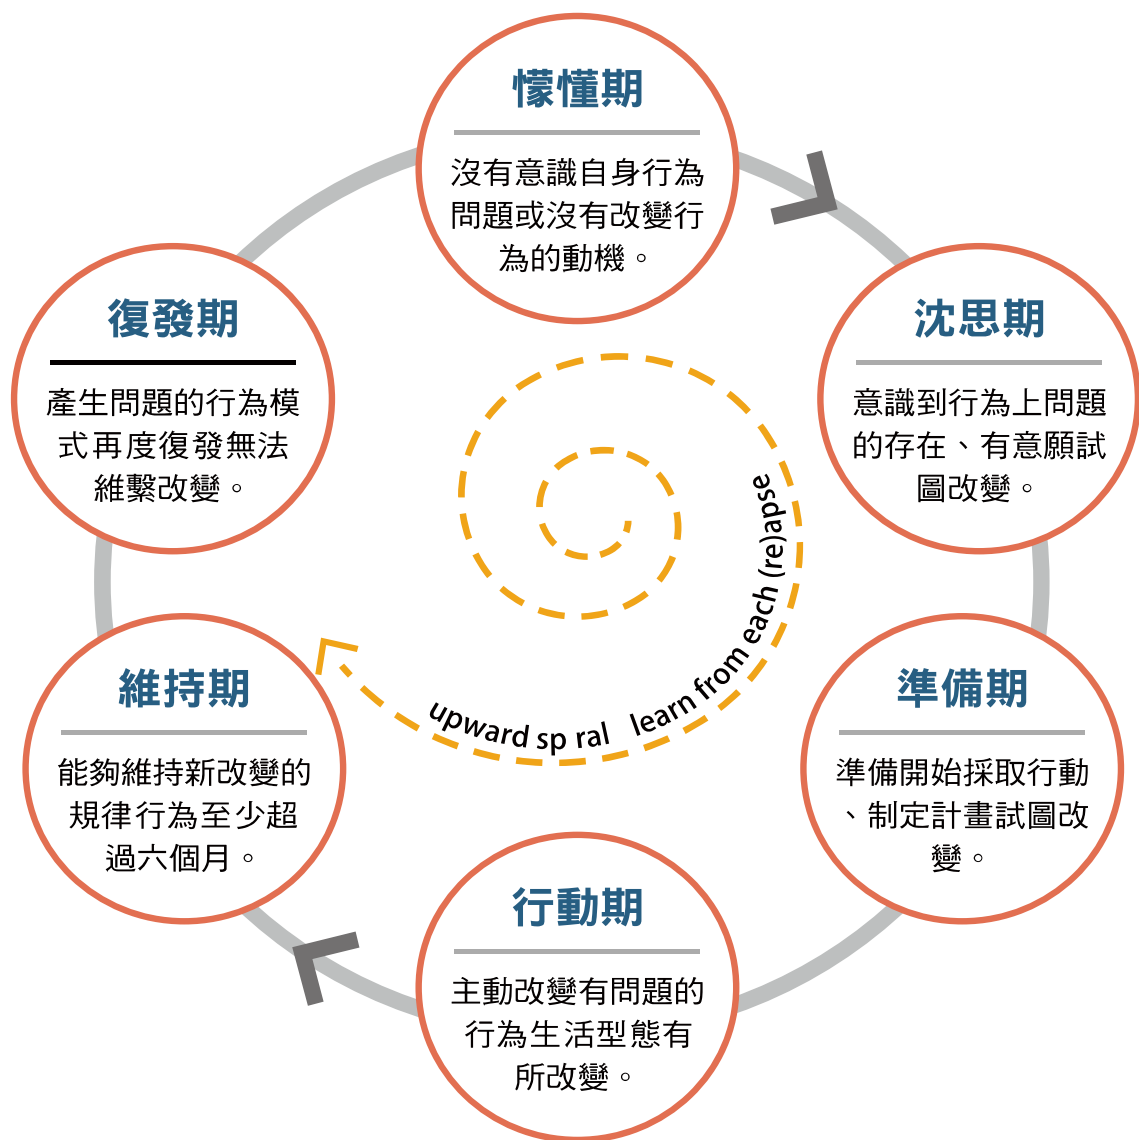 懞懂期
沒有意識自身行為
問題或沒有改變行
為的動機。
沈思期
意識到行為上問題
的存在、有意願試
圖改變。
準備期
準備開始採取行動
、制定計畫試圖改
變。
行動期
主動改變有問題的
行為生活型態有
所改變。
維持期
能夠維持新改變的
規律行為至少超
過六個月。
復發期
產生問題的行為模
式再度復發無法
維繫改變。
upward sp ral learn from each (re)apse